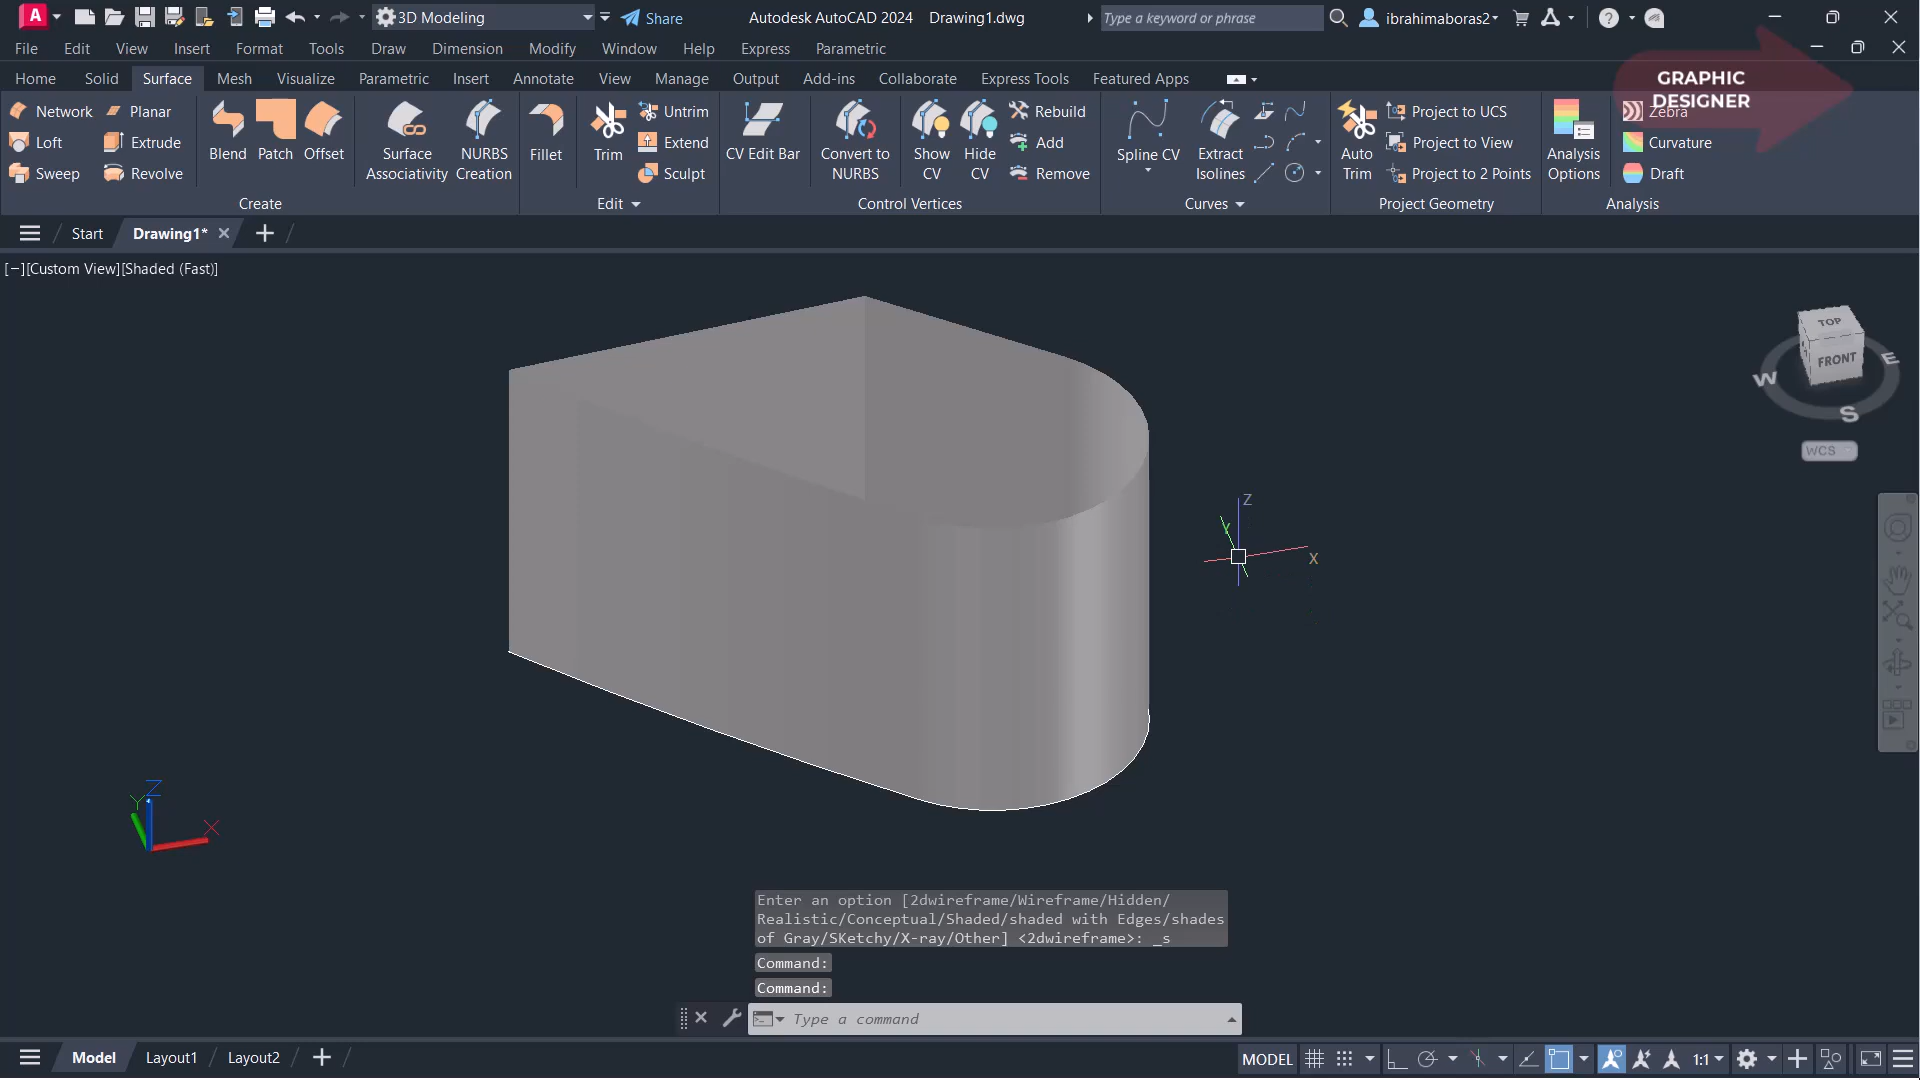 A 3D Modeling Share Autodesk AutoCAD 2024 Drawing1.dwg Type a keyword or phrase ibrahimaboras2
File Edit View Insert Format Tools Draw Dimension Modify Window Help Express Parametric
Home Solid Surface Mesh Visualize Parametric Insert Annotate View Manage Output Add-ins Collaborate Express Tools Featured Apps
GRAPHIC
DESIGNER
Network Planar
Loft Extrude
Sweep Revolve
Blend Patch Offset
Surface
Associativity
NURBS
Creation
Fillet
Trim
Untrim
Extend
Sculpt
CV Edit Bar
Convert to
NURBS
Show
CV
Hide
CV
Rebuild
Add
Remove
Spline CV
Extract
Isolines
Auto
Trim
Project to UCS
Project to View
Project to 2 Points
Analysis
Options
Zebra
Curvature
Draft
Create Edit Control Vertices Curves Project Geometry Analysis
Start Drawing1*
[−][Custom View][Shaded (Fast)]
TOP
FRONT
W E
S
WCS
Z
Y
X
Z
Y
X
Enter an option [2dwireframe/Wireframe/Hidden/
Realistic/Conceptual/Shaded/shaded with Edges/shades
of Gray/SKetchy/X-ray/Other] <2dwireframe>: _s
Command:
Command:
Type a command
Model Layout1 Layout2
MODEL 1:1